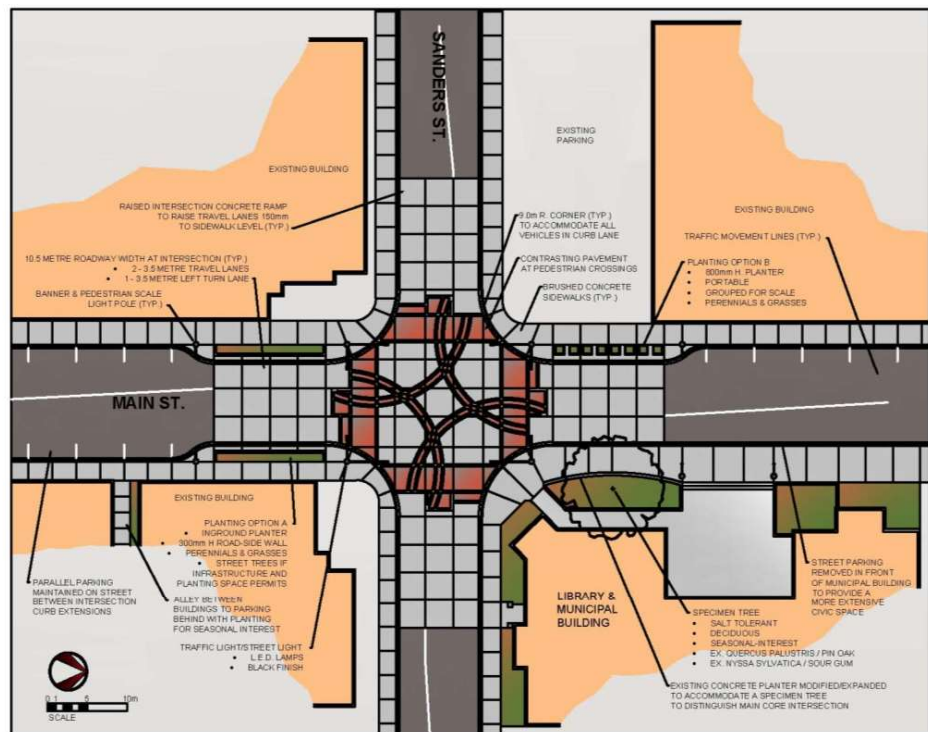 SANDERS ST.
EXISTING
PARKING
EXISTING BUILDING
RAISED INTERSECTION CONCRETE RAMP
TO RAISE TRAVEL LANES 150mm
TO SIDEWALK LEVEL (TYP.)
10.5 METRE ROADWAY WIDTH AT INTERSECTION (TYP.)
• 2 - 3.5 METRE TRAVEL LANES
• 1 - 3.5 METRE LEFT TURN LANE
BANNER & PEDESTRIAN SCALE
LIGHT POLE (TYP.)
9.0m R. CORNER (TYP.)
TO ACCOMMODATE ALL
VEHICLES IN CURB LANE
CONTRASTING PAVEMENT
AT PEDESTRIAN CROSSINGS
BRUSHED CONCRETE
SIDEWALKS (TYP.)
EXISTING BUILDING
TRAFFIC MOVEMENT LINES (TYP.)
PLANTING OPTION B
• 800mm H. PLANTER
• PORTABLE
• GROUPED FOR SCALE
• PERENNIALS & GRASSES
MAIN ST.
EXISTING BUILDING
PLANTING OPTION A
• INGROUND PLANTER
• 300mm H ROAD-SIDE WALL
• PERENNIALS & GRASSES
• STREET TREES IF
INFRASTRUCTURE AND
PLANTING SPACE PERMITS
PARALLEL PARKING
MAINTAINED ON STREET
BETWEEN INTERSECTION
CURB EXTENSIONS
ALLEY BETWEEN
BUILDINGS TO PARKING
BEHIND WITH PLANTING
FOR SEASONAL INTEREST
TRAFFIC LIGHT/STREET LIGHT
• L.E.D. LAMPS
• BLACK FINISH
LIBRARY &
MUNICIPAL
BUILDING
SPECIMEN TREE
• SALT TOLERANT
• DECIDUOUS
• SEASONAL-INTEREST
• EX. QUERCUS PALUSTRIS / PIN OAK
• EX. NYSSA SYLVATICA / SOUR GUM
EXISTING CONCRETE PLANTER MODIFIED/EXPANDED
TO ACCOMMODATE A SPECIMEN TREE
TO DISTINGUISH MAIN CORE INTERSECTION
STREET PARKING
REMOVED IN FRONT
OF MUNICIPAL BUILDING
TO PROVIDE A
MORE EXTENSIVE
CIVIC SPACE
0 1 5 10m
SCALE